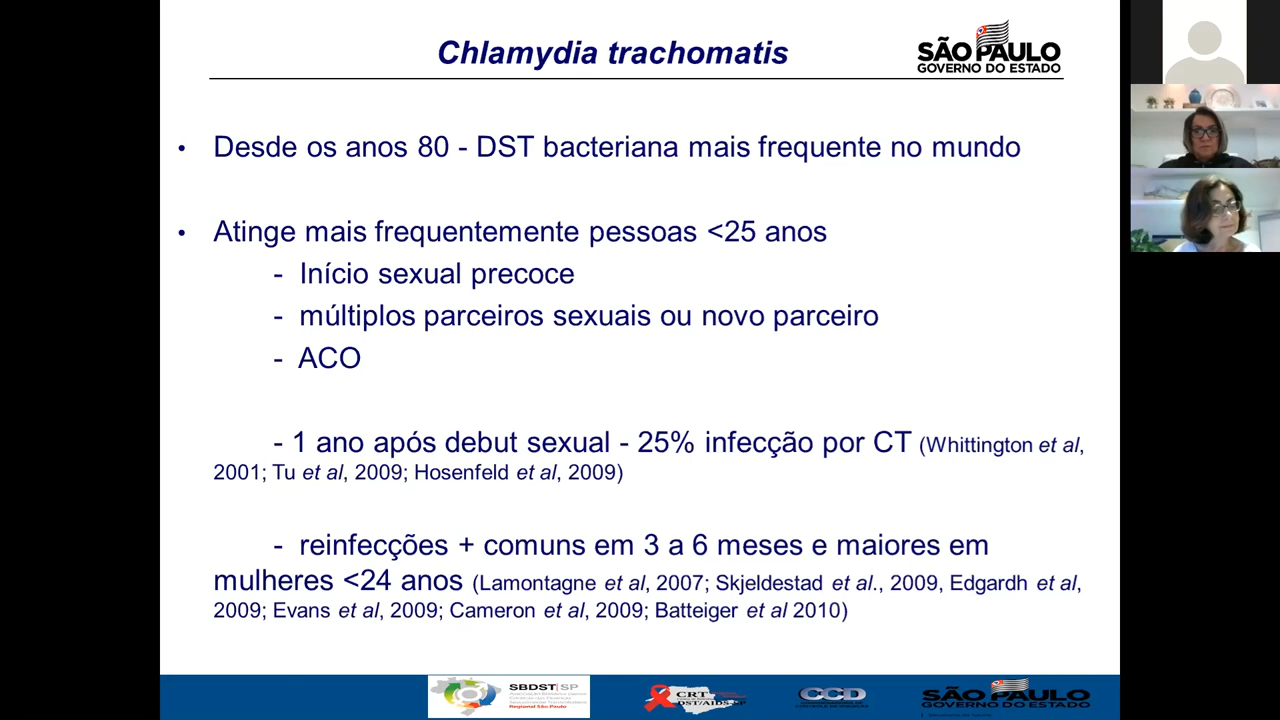 Chlamydia trachomatis
SÃO PAULO
GOVERNO DO ESTADO
• Desde os anos 80 - DST bacteriana mais frequente no mundo
• Atinge mais frequentemente pessoas <25 anos
- Início sexual precoce
- múltiplos parceiros sexuais ou novo parceiro
- ACO
- 1 ano após debut sexual - 25% infecção por CT (Whittington et al,
2001; Tu et al, 2009; Hosenfeld et al, 2009)
- reinfecções + comuns em 3 a 6 meses e maiores em
mulheres <24 anos (Lamontagne et al, 2007; Skjeldestad et al., 2009, Edgardh et al,
2009; Evans et al, 2009; Cameron et al, 2009; Batteiger et al 2010)
SBDST|SP
Regional São Paulo
CRT
DST/AIDS-SP
CCD
SÃO PAULO
GOVERNO DO ESTADO